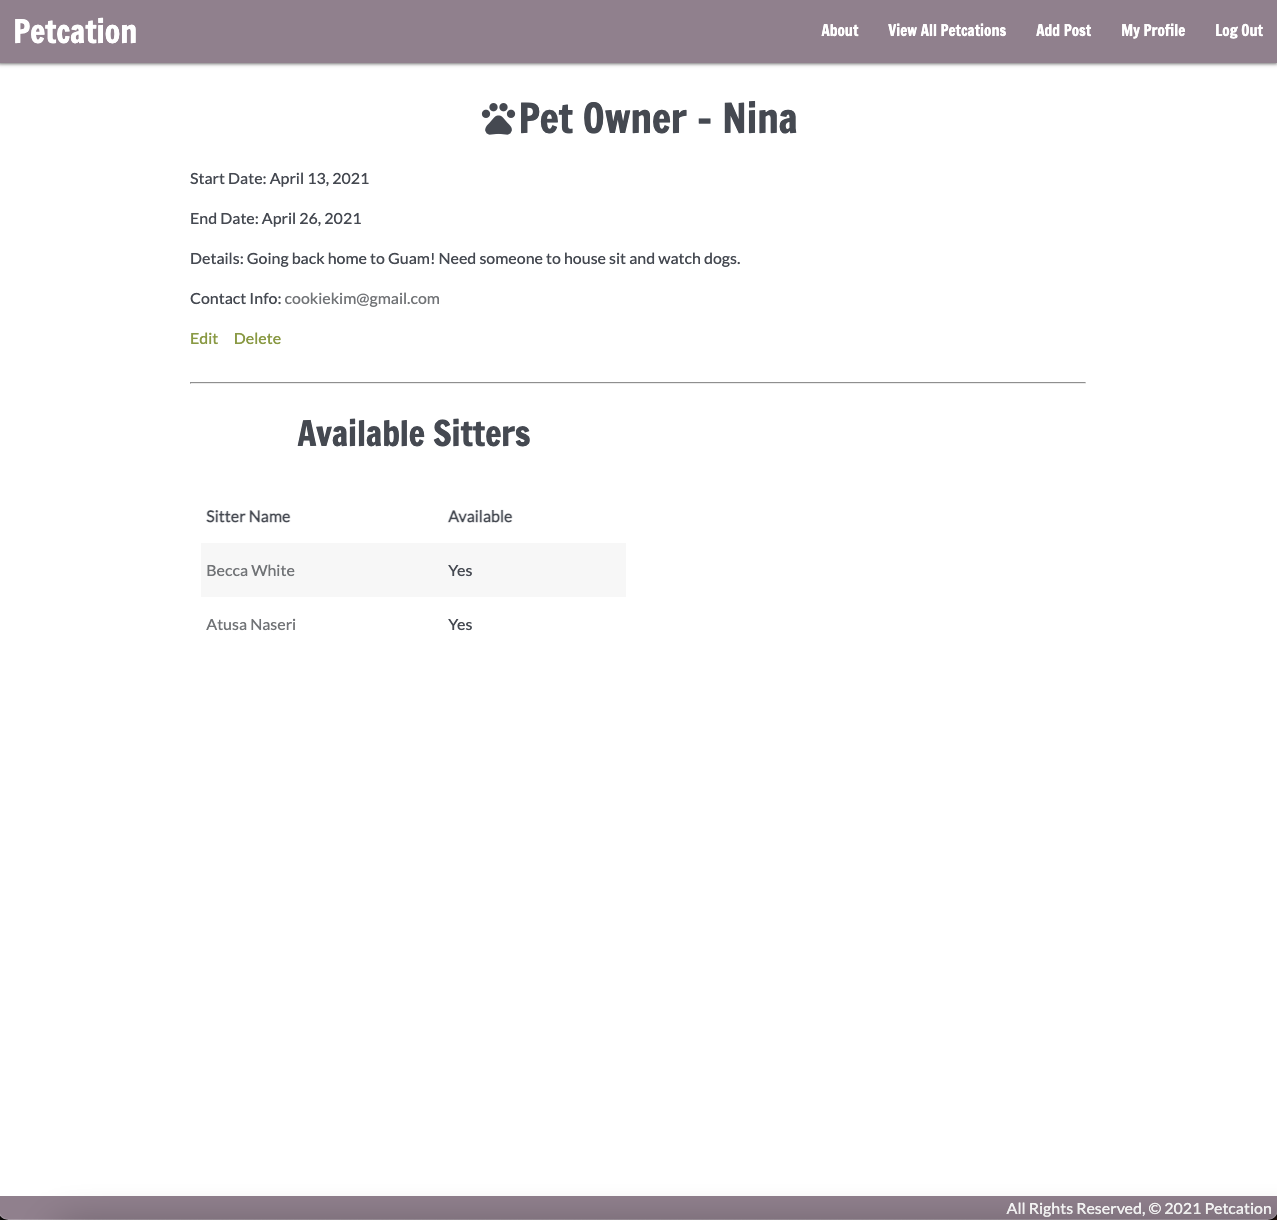 Petcation
About View All Petcations Add Post My Profile Log Out
Pet Owner - Nina
Start Date: April 13, 2021
End Date: April 26, 2021
Details: Going back home to Guam! Need someone to house sit and watch dogs.
Contact Info: cookiekim@gmail.com
Edit Delete
Available Sitters
Sitter Name Available
Becca White Yes
Atusa Naseri Yes
All Rights Reserved, © 2021 Petcation